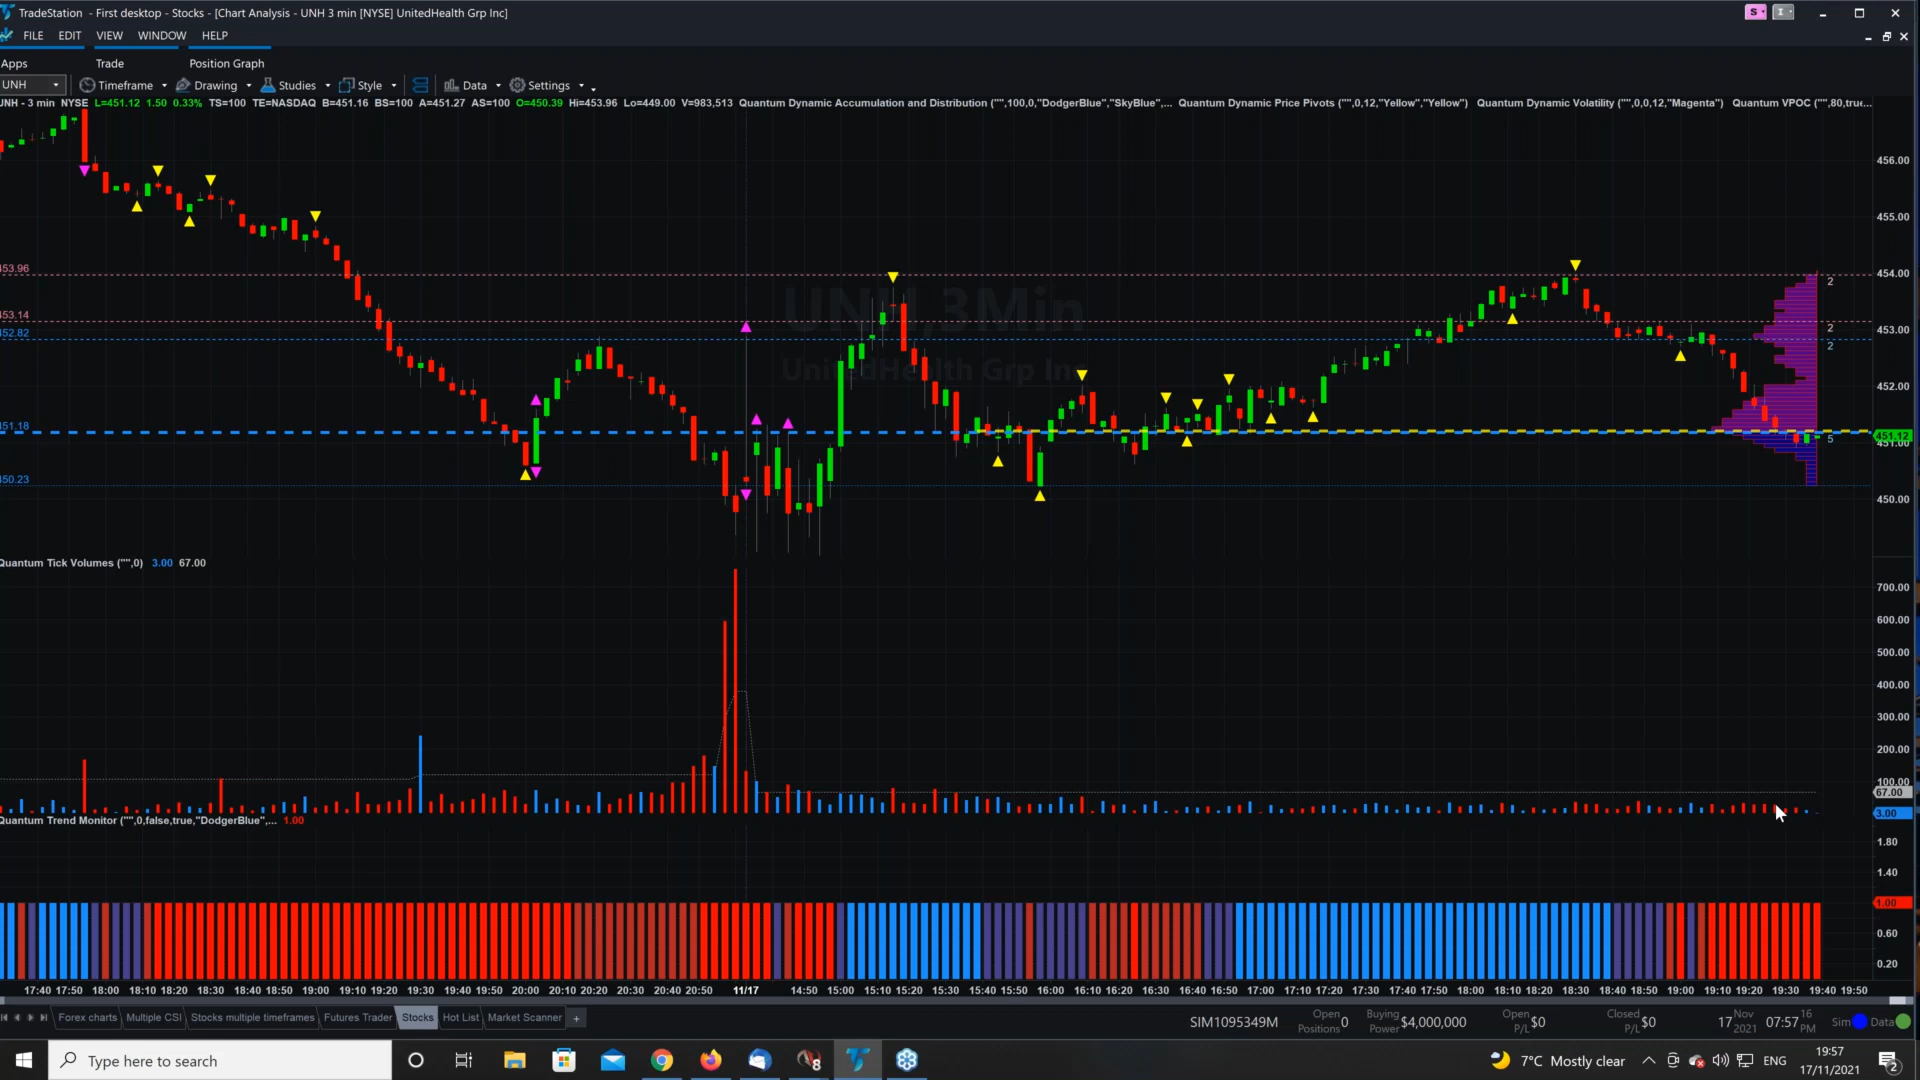 TradeStation - First desktop - Stocks - [Chart Analysis - UNH 3 min [NYSE] UnitedHealth Grp Inc]
S
I
FILE EDIT VIEW WINDOW HELP
Apps Trade Position Graph
UNH Timeframe Drawing Studies Style Data Settings
UNH - 3 min NYSE L=451.12 1.50 0.33% TS=100 TE=NASDAQ B=451.16 BS=100 A=451.27 AS=100 O=450.39 Hi=453.96 Lo=449.00 V=983,513 Quantum Dynamic Accumulation and Distribution ("",100,0,"DodgerBlue","SkyBlue",... Quantum Dynamic Price Pivots ("",0,12,"Yellow","Yellow") Quantum Dynamic Volatility ("",0,0,12,"Magenta") Quantum VPOC ("",80,true...
456.00
455.00
453.96
454.00
2
UNH,3Min
453.14
2
453.00
452.82
2
UnitedHealth Grp Inc
452.00
451.18
451.12
5
451.00
450.23
450.00
Quantum Tick Volumes ("",0) 3.00 67.00
700.00
600.00
500.00
400.00
300.00
200.00
100.00
67.00
3.00
Quantum Trend Monitor ("",0,false,true,"DodgerBlue",... 1.00
1.80
1.40
1.00
0.60
0.20
17:40 17:50 18:00 18:10 18:20 18:30 18:40 18:50 19:00 19:10 19:20 19:30 19:40 19:50 20:00 20:10 20:20 20:30 20:40 20:50 11/17 14:50 15:00 15:10 15:20 15:30 15:40 15:50 16:00 16:10 16:20 16:30 16:40 16:50 17:00 17:10 17:20 17:30 17:40 17:50 18:00 18:10 18:20 18:30 18:40 18:50 19:00 19:10 19:20 19:30 19:40 19:50
Forex charts Multiple CSI Stocks multiple timeframes Futures Trader Stocks Hot List Market Scanner +
SIM1095349M Open Positions 0 Buying Power $4,000,000 Open P/L $0 Closed P/L $0 17 Nov 2021 07:57 16 PM Sim Data
Type here to search
8
7°C Mostly clear
ENG
19:57
17/11/2021
2